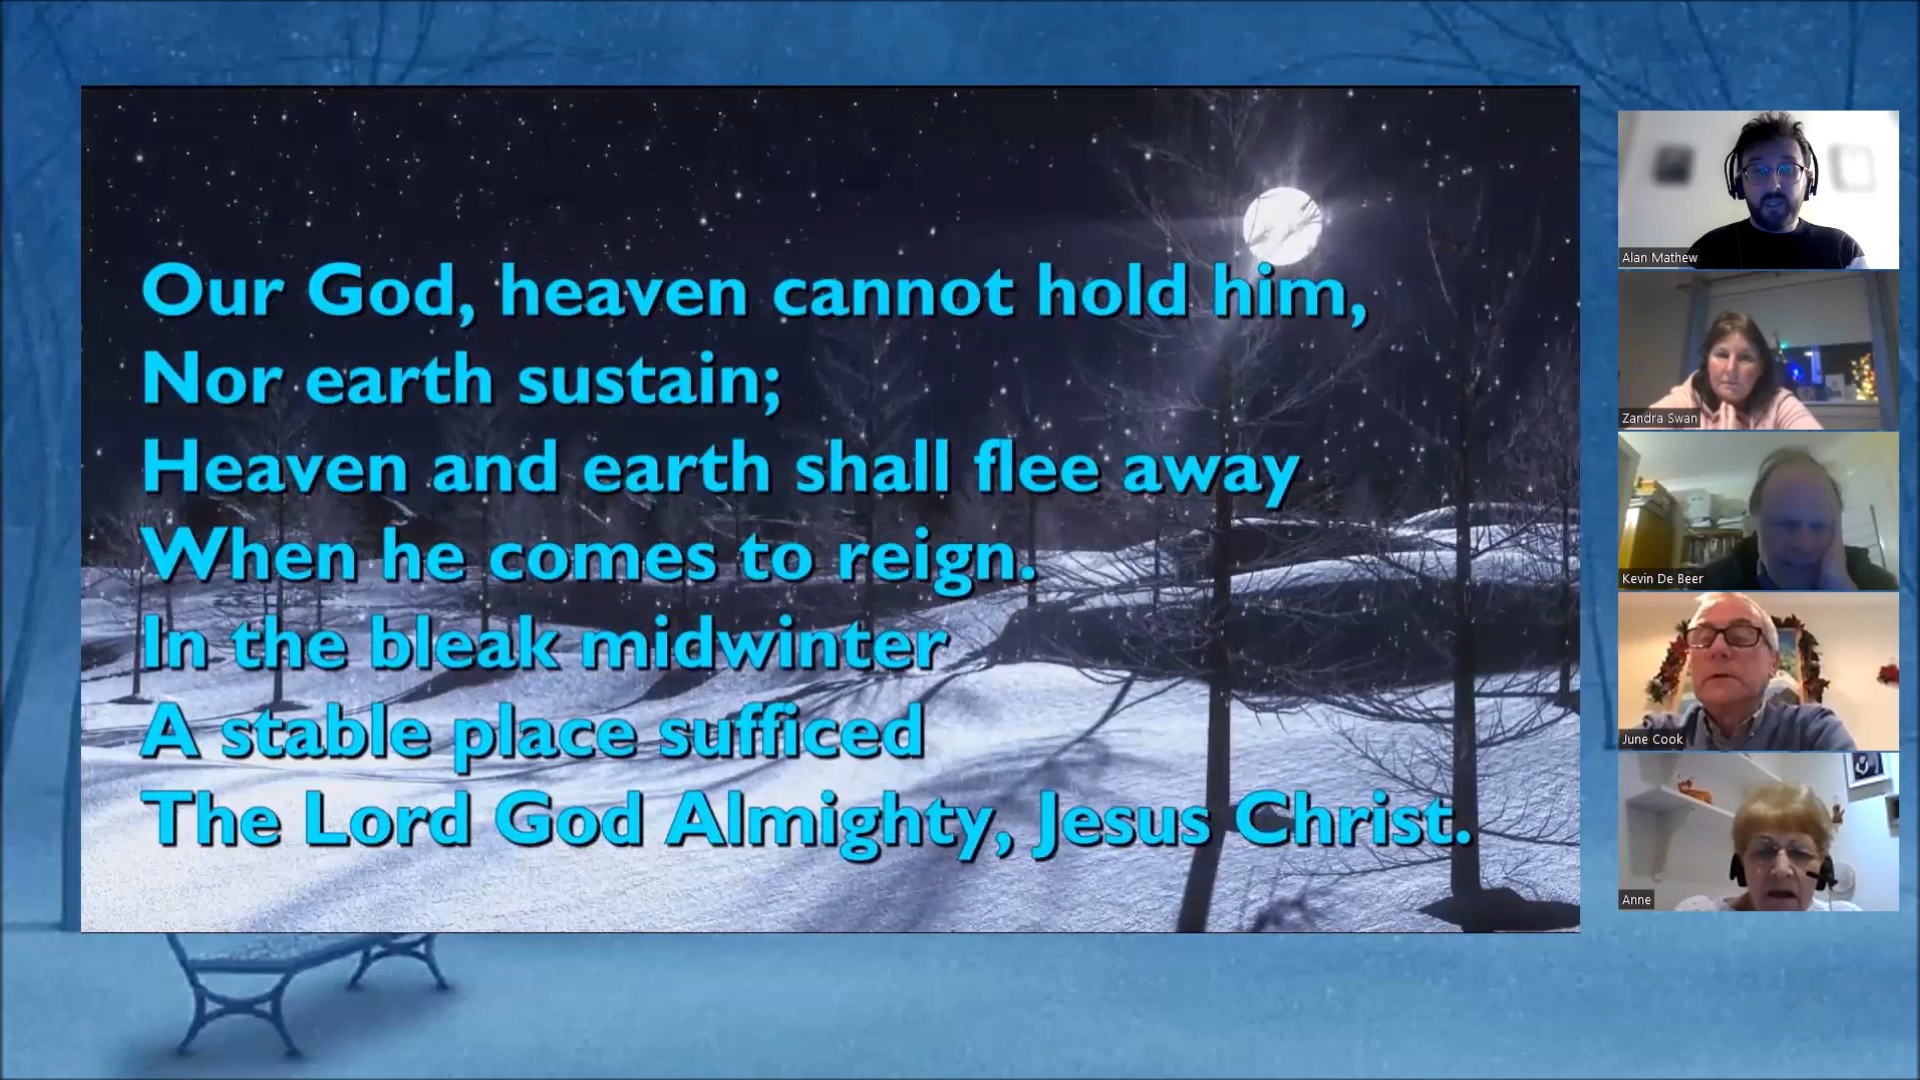 Our God, heaven cannot hold him,
Nor earth sustain;
Heaven and earth shall flee away
When he comes to reign.
In the bleak midwinter
A stable place sufficed
The Lord God Almighty, Jesus Christ.
Alan Mathew
Zandra Swan
Kevin De Beer
June Cook
Anne